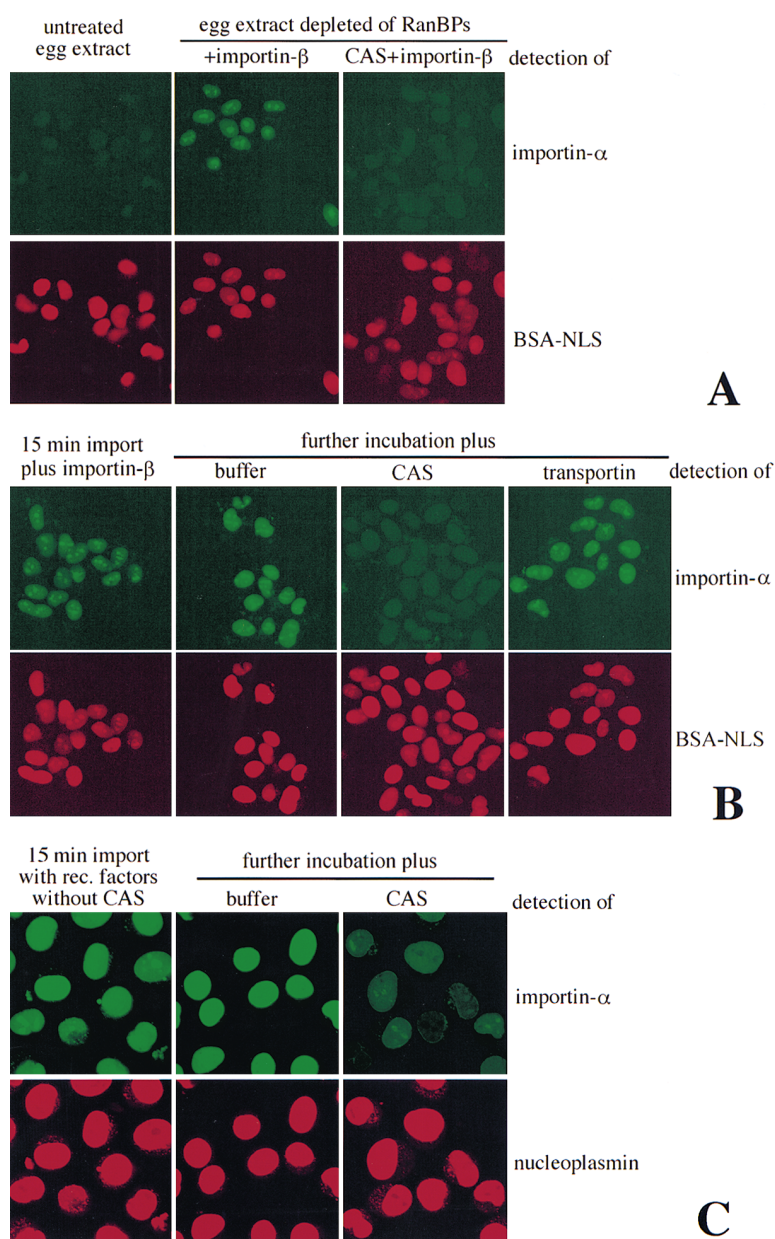 untreated
egg extract
egg extract depleted of RanBPs
+importin-β
CAS+importin-β
detection of
importin-α
BSA-NLS
A
15 min import
plus importin-β
further incubation plus
buffer
CAS
transportin
detection of
importin-α
BSA-NLS
B
15 min import
with rec. factors
without CAS
further incubation plus
buffer
CAS
detection of
importin-α
nucleoplasmin
C